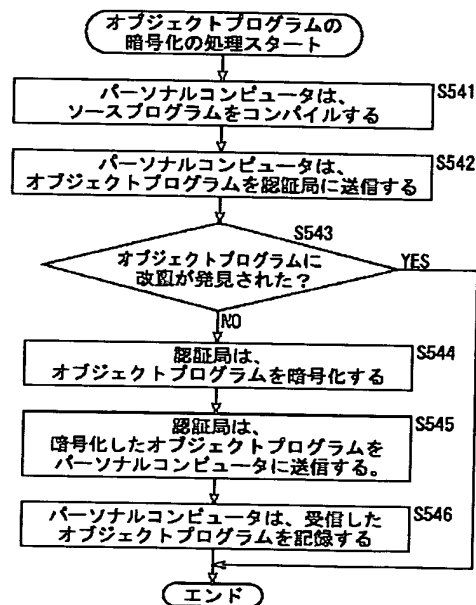 オブジェクトプログラムの
暗号化の処理スタート
S541
パーソナルコンピュータは、
ソースプログラムをコンパイルする
S542
パーソナルコンピュータは、
オブジェクトプログラムを認証局に送信する
S543
オブジェクトプログラムに
改竄が発見された?
YES
NO
S544
認証局は、
オブジェクトプログラムを暗号化する
S545
認証局は、
暗号化したオブジェクトプログラムを
パーソナルコンピュータに送信する。
S546
パーソナルコンピュータは、受信した
オブジェクトプログラムを記録する
エンド